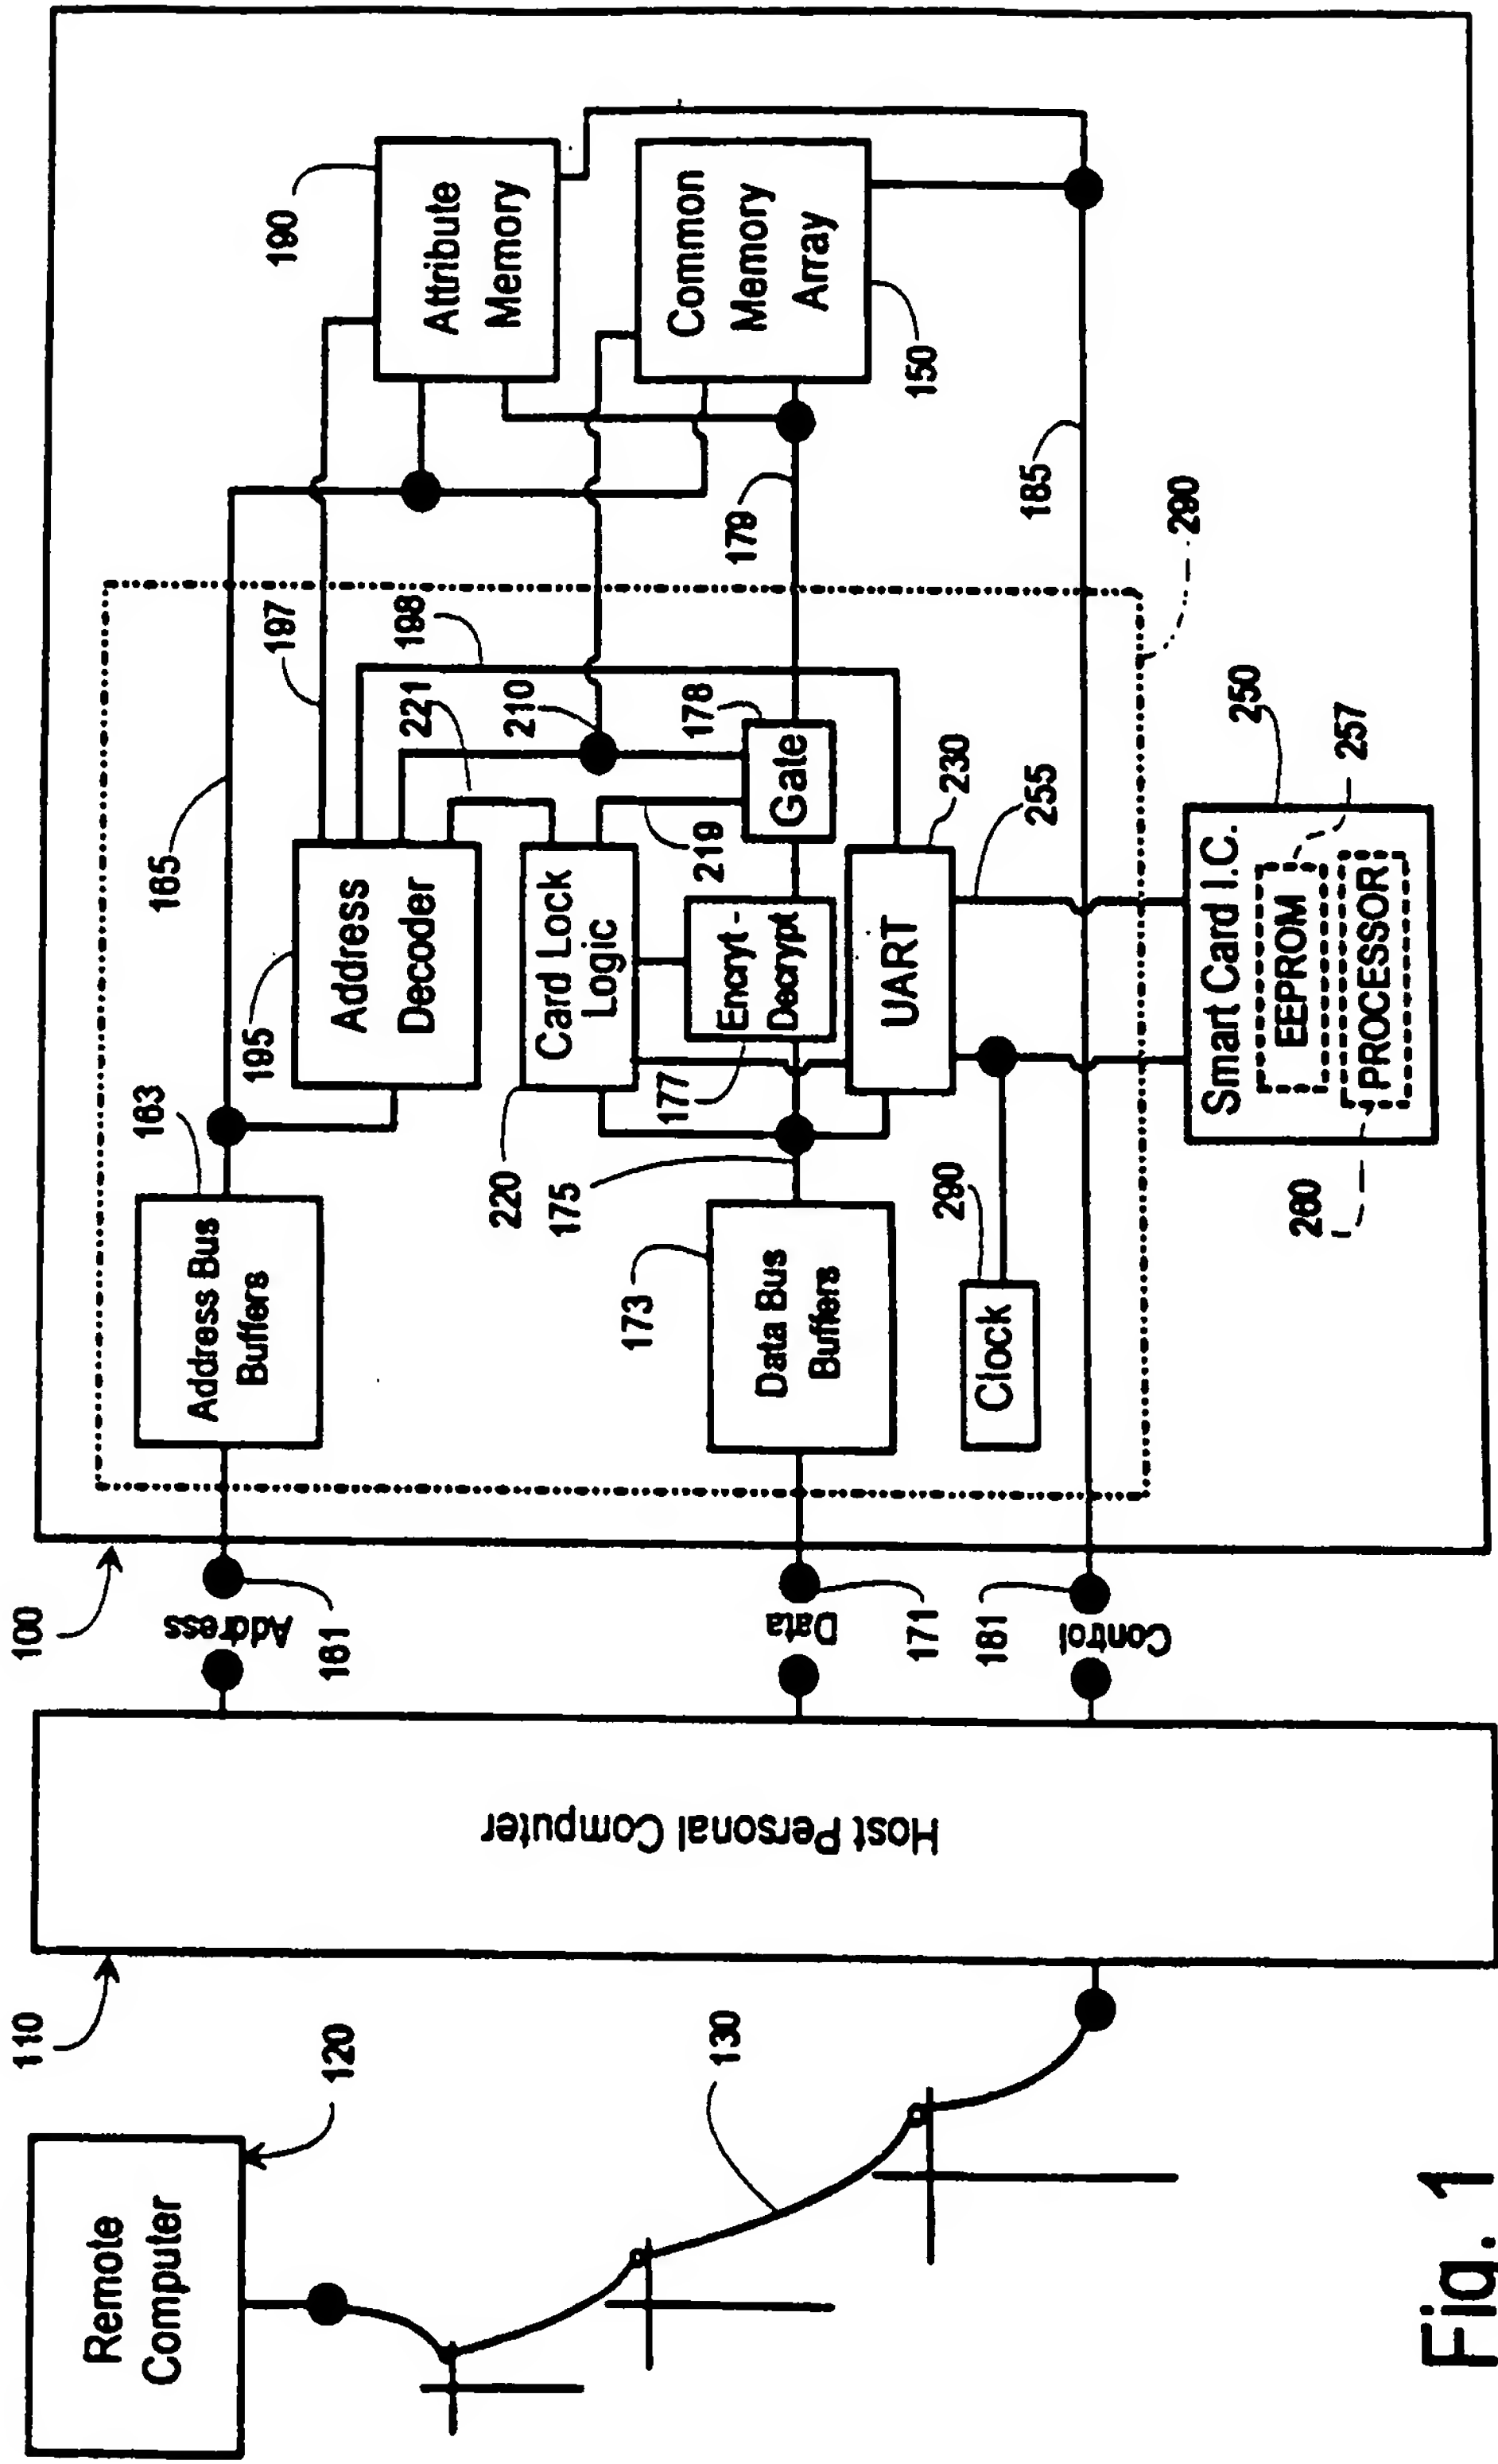 Remote
Computer
120
130
110
Host Personal Computer
100
Address
161
Data
171
181
Control
Address Bus
Buffers
163
165
195
Address
Decoder
197
198
221
210
Card Lock
Logic
220
219
Gate
178
179
Encryt -
Decrypt
177
175
173
Data Bus
Buffers
UART
230
255
290
Clock
185
290
190
Attribute
Memory
Common
Memory
Array
150
Smart Card I.C.
250
EEPROM
257
PROCESSOR
260
Fig. 1